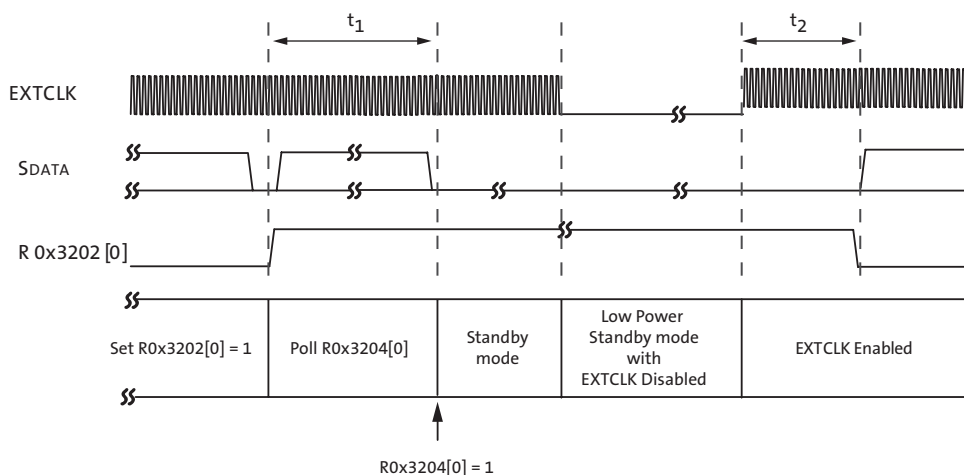 t1
t2
EXTCLK
SDATA
R 0x3202 [0]
Set R0x3202[0] = 1
Poll R0x3204[0]
Standby
mode
Low Power
Standby mode
with
EXTCLK Disabled
EXTCLK Enabled
R0x3204[0] = 1